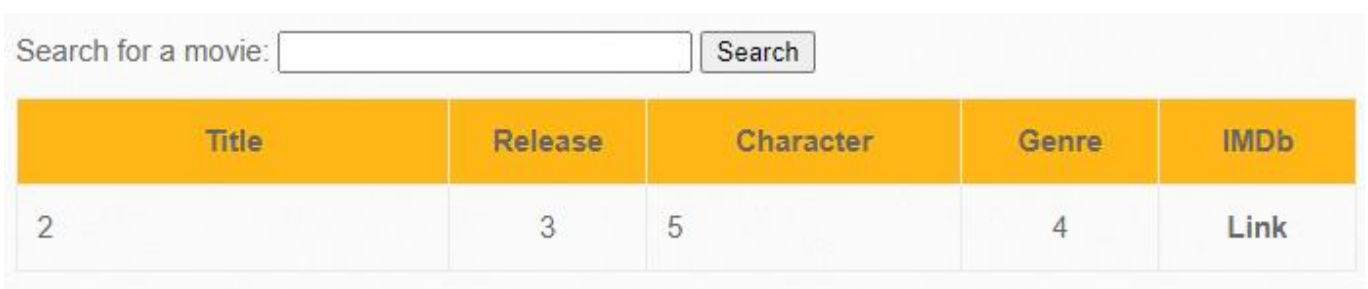 Search for a movie: Search
Title Release Character Genre IMDb
2 3 5 4 Link